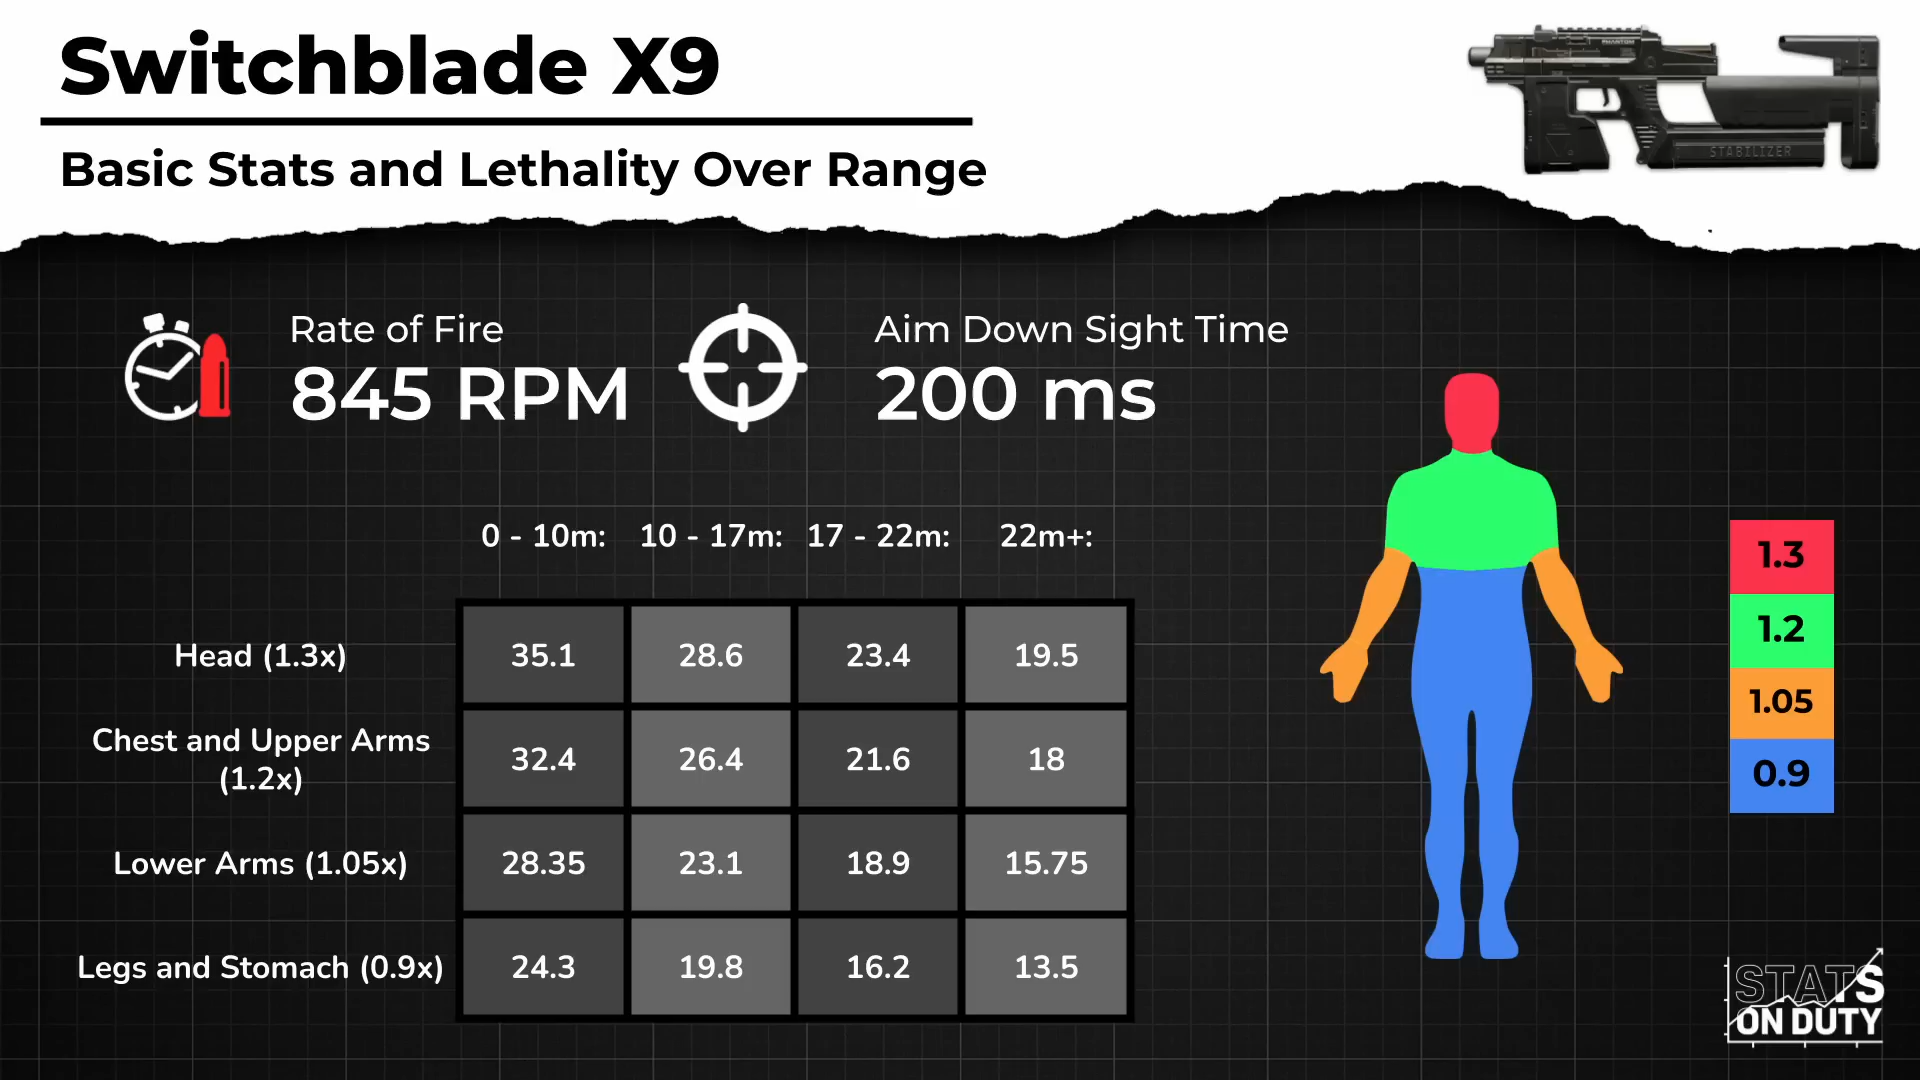 Switchblade X9
Basic Stats and Lethality Over Range
PHANTOM
STABILIZER
Rate of Fire
845 RPM
Aim Down Sight Time
200 ms
0 - 10m: 10 - 17m: 17 - 22m: 22m+:
Head (1.3x) 35.1 28.6 23.4 19.5
Chest and Upper Arms
(1.2x) 32.4 26.4 21.6 18
Lower Arms (1.05x) 28.35 23.1 18.9 15.75
Legs and Stomach (0.9x) 24.3 19.8 16.2 13.5
1.3
1.2
1.05
0.9
STATS
ON DUTY